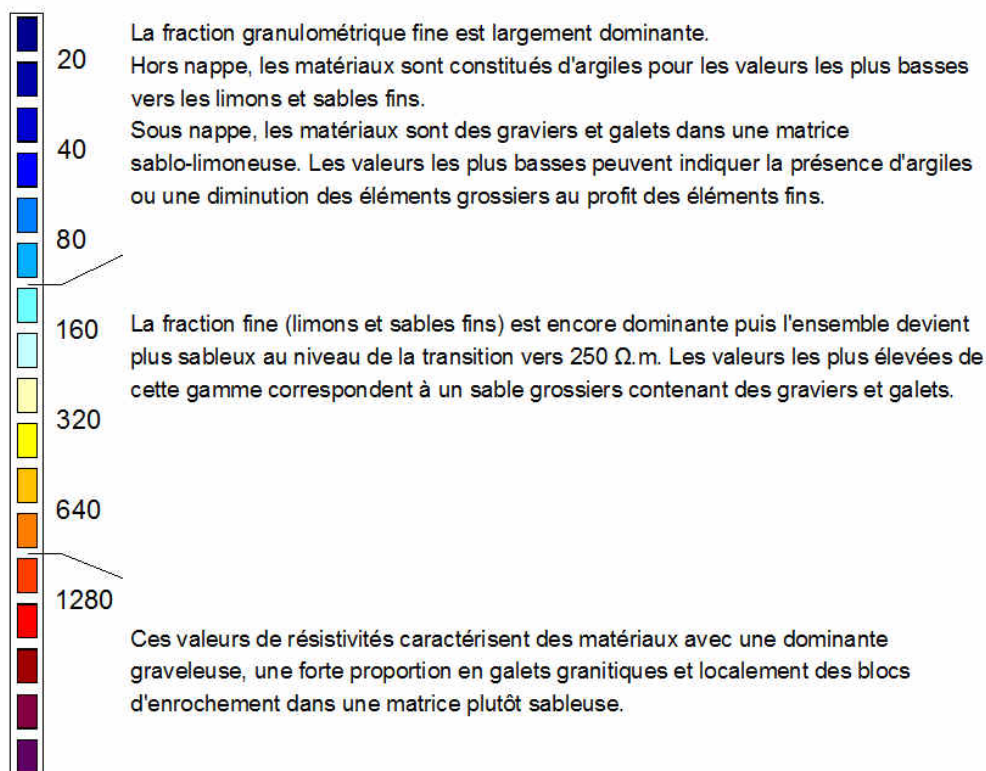 La fraction granulométrique fine est largement dominante.
20
Hors nappe, les matériaux sont constitués d'argiles pour les valeurs les plus basses
vers les limons et sables fins.
Sous nappe, les matériaux sont des graviers et galets dans une matrice
40
sablo-limoneuse. Les valeurs les plus basses peuvent indiquer la présence d'argiles
ou une diminution des éléments grossiers au profit des éléments fins.
80
160
La fraction fine (limons et sables fins) est encore dominante puis l'ensemble devient
plus sableux au niveau de la transition vers 250 Ω.m. Les valeurs les plus élevées de
cette gamme correspondent à un sable grossiers contenant des graviers et galets.
320
640
1280
Ces valeurs de résistivités caractérisent des matériaux avec une dominante
graveleuse, une forte proportion en galets granitiques et localement des blocs
d'enrochement dans une matrice plutôt sableuse.